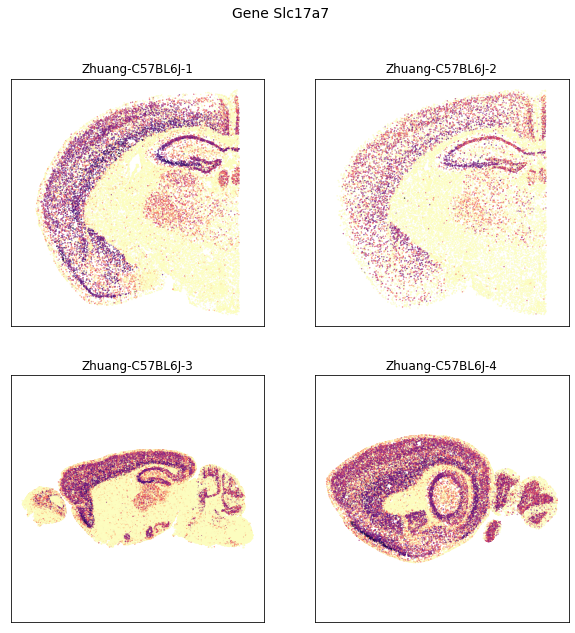 Gene Slc17a7
Zhuang-C57BL6J-1
Zhuang-C57BL6J-2
Zhuang-C57BL6J-3
Zhuang-C57BL6J-4